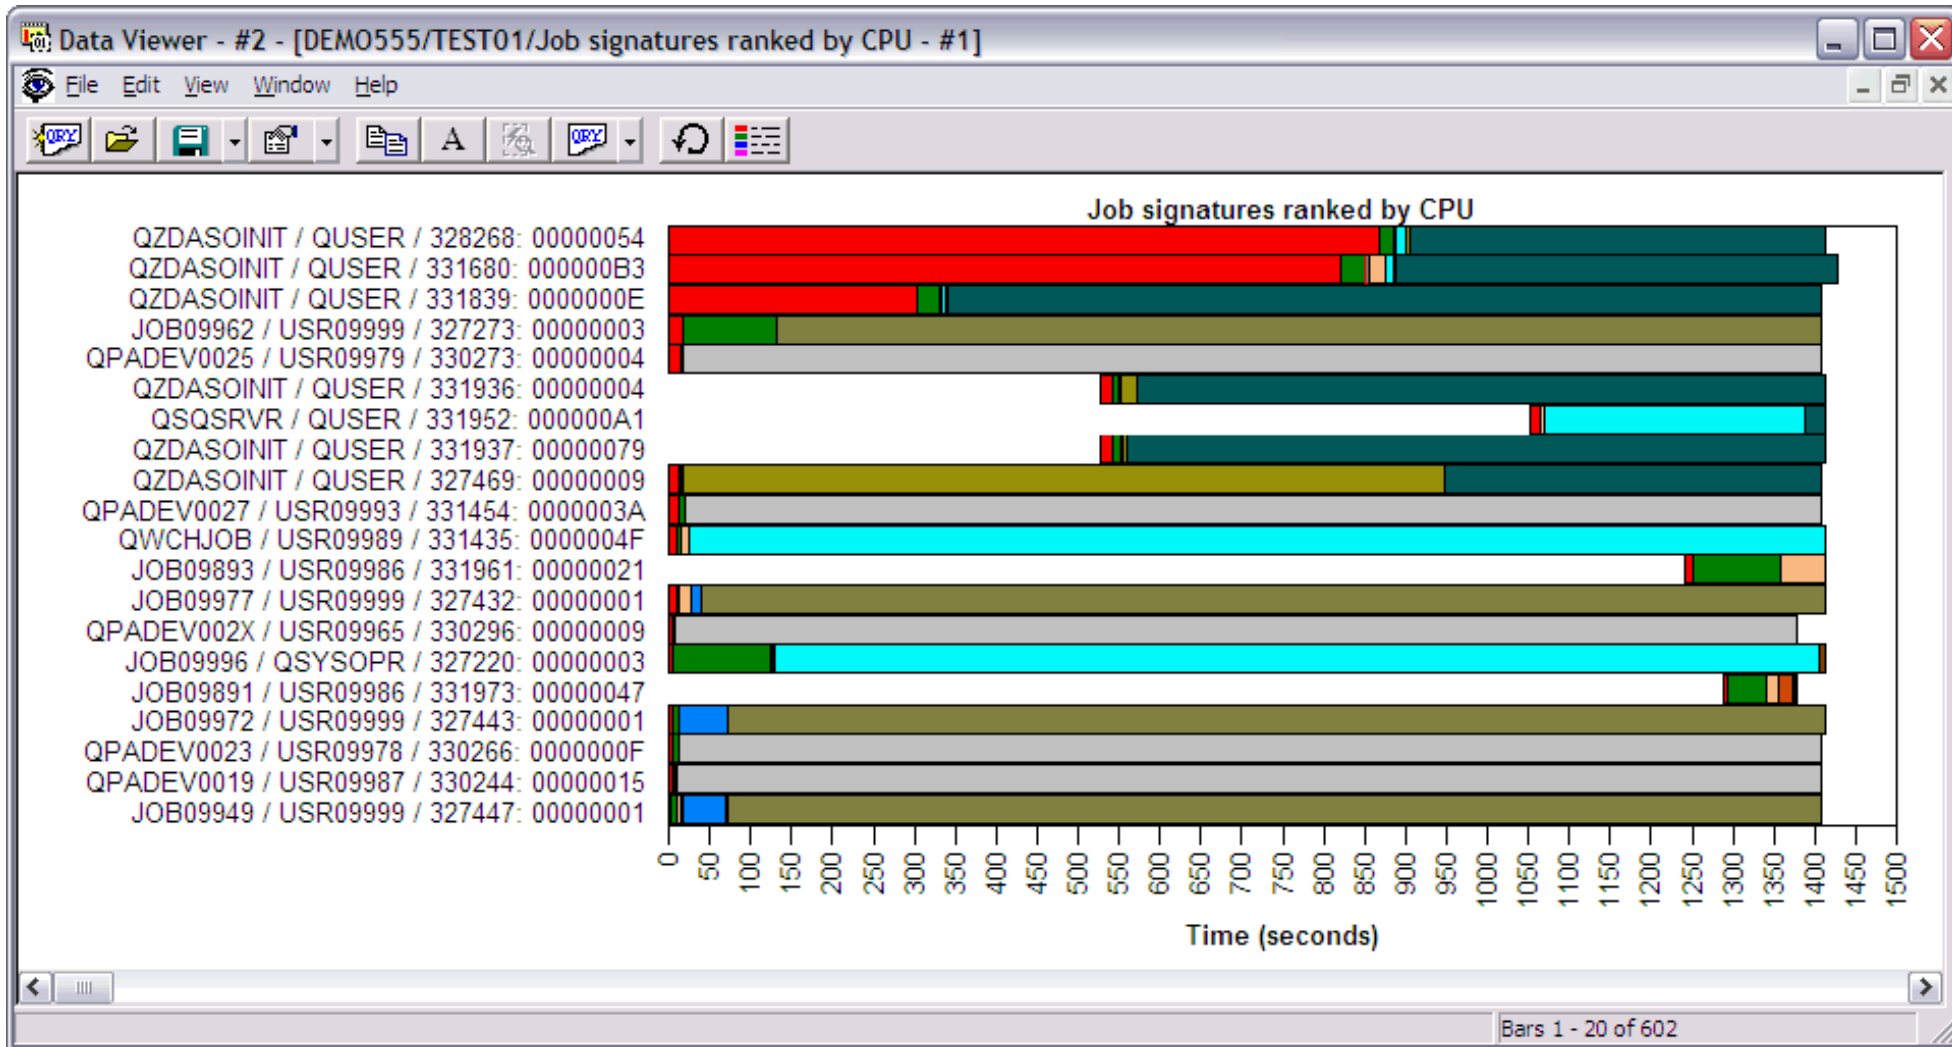 Data Viewer - #2 - [DEMO555/TEST01/Job signatures ranked by CPU - #1]
File Edit View Window Help
QRY A QRY
Job signatures ranked by CPU
QZDASOINIT / QUSER / 328268: 00000054
QZDASOINIT / QUSER / 331680: 000000B3
QZDASOINIT / QUSER / 331839: 0000000E
JOB09962 / USR09999 / 327273: 00000003
QPADEV0025 / USR09979 / 330273: 00000004
QZDASOINIT / QUSER / 331936: 00000004
QSQSRVR / QUSER / 331952: 000000A1
QZDASOINIT / QUSER / 331937: 00000079
QZDASOINIT / QUSER / 327469: 00000009
QPADEV0027 / USR09993 / 331454: 0000003A
QWCHJOB / USR09989 / 331435: 0000004F
JOB09893 / USR09986 / 331961: 00000021
JOB09977 / USR09999 / 327432: 00000001
QPADEV002X / USR09965 / 330296: 00000009
JOB09996 / QSYSOPR / 327220: 00000003
JOB09891 / USR09986 / 331973: 00000047
JOB09972 / USR09999 / 327443: 00000001
QPADEV0023 / USR09978 / 330266: 0000000F
QPADEV0019 / USR09987 / 330244: 00000015
JOB09949 / USR09999 / 327447: 00000001
0 50 100 150 200 250 300 350 400 450 500 550 600 650 700 750 800 850 900 950 1000 1050 1100 1150 1200 1250 1300 1350 1400 1450 1500
Time (seconds)
Bars 1 - 20 of 602